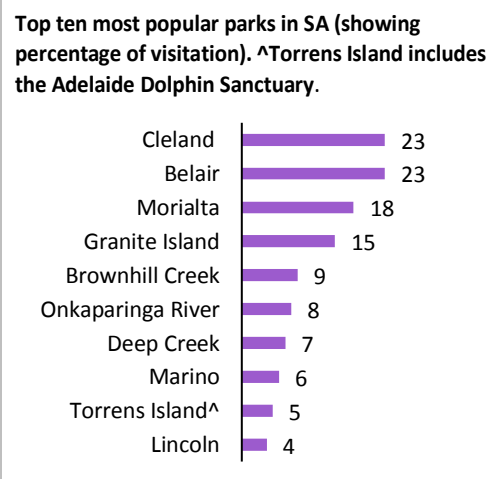 Top ten most popular parks in SA (showing
percentage of visitation). ^Torrens Island includes
the Adelaide Dolphin Sanctuary.
Cleland 23
Belair 23
Morialta 18
Granite Island 15
Brownhill Creek 9
Onkaparinga River 8
Deep Creek 7
Marino 6
Torrens Island^ 5
Lincoln 4